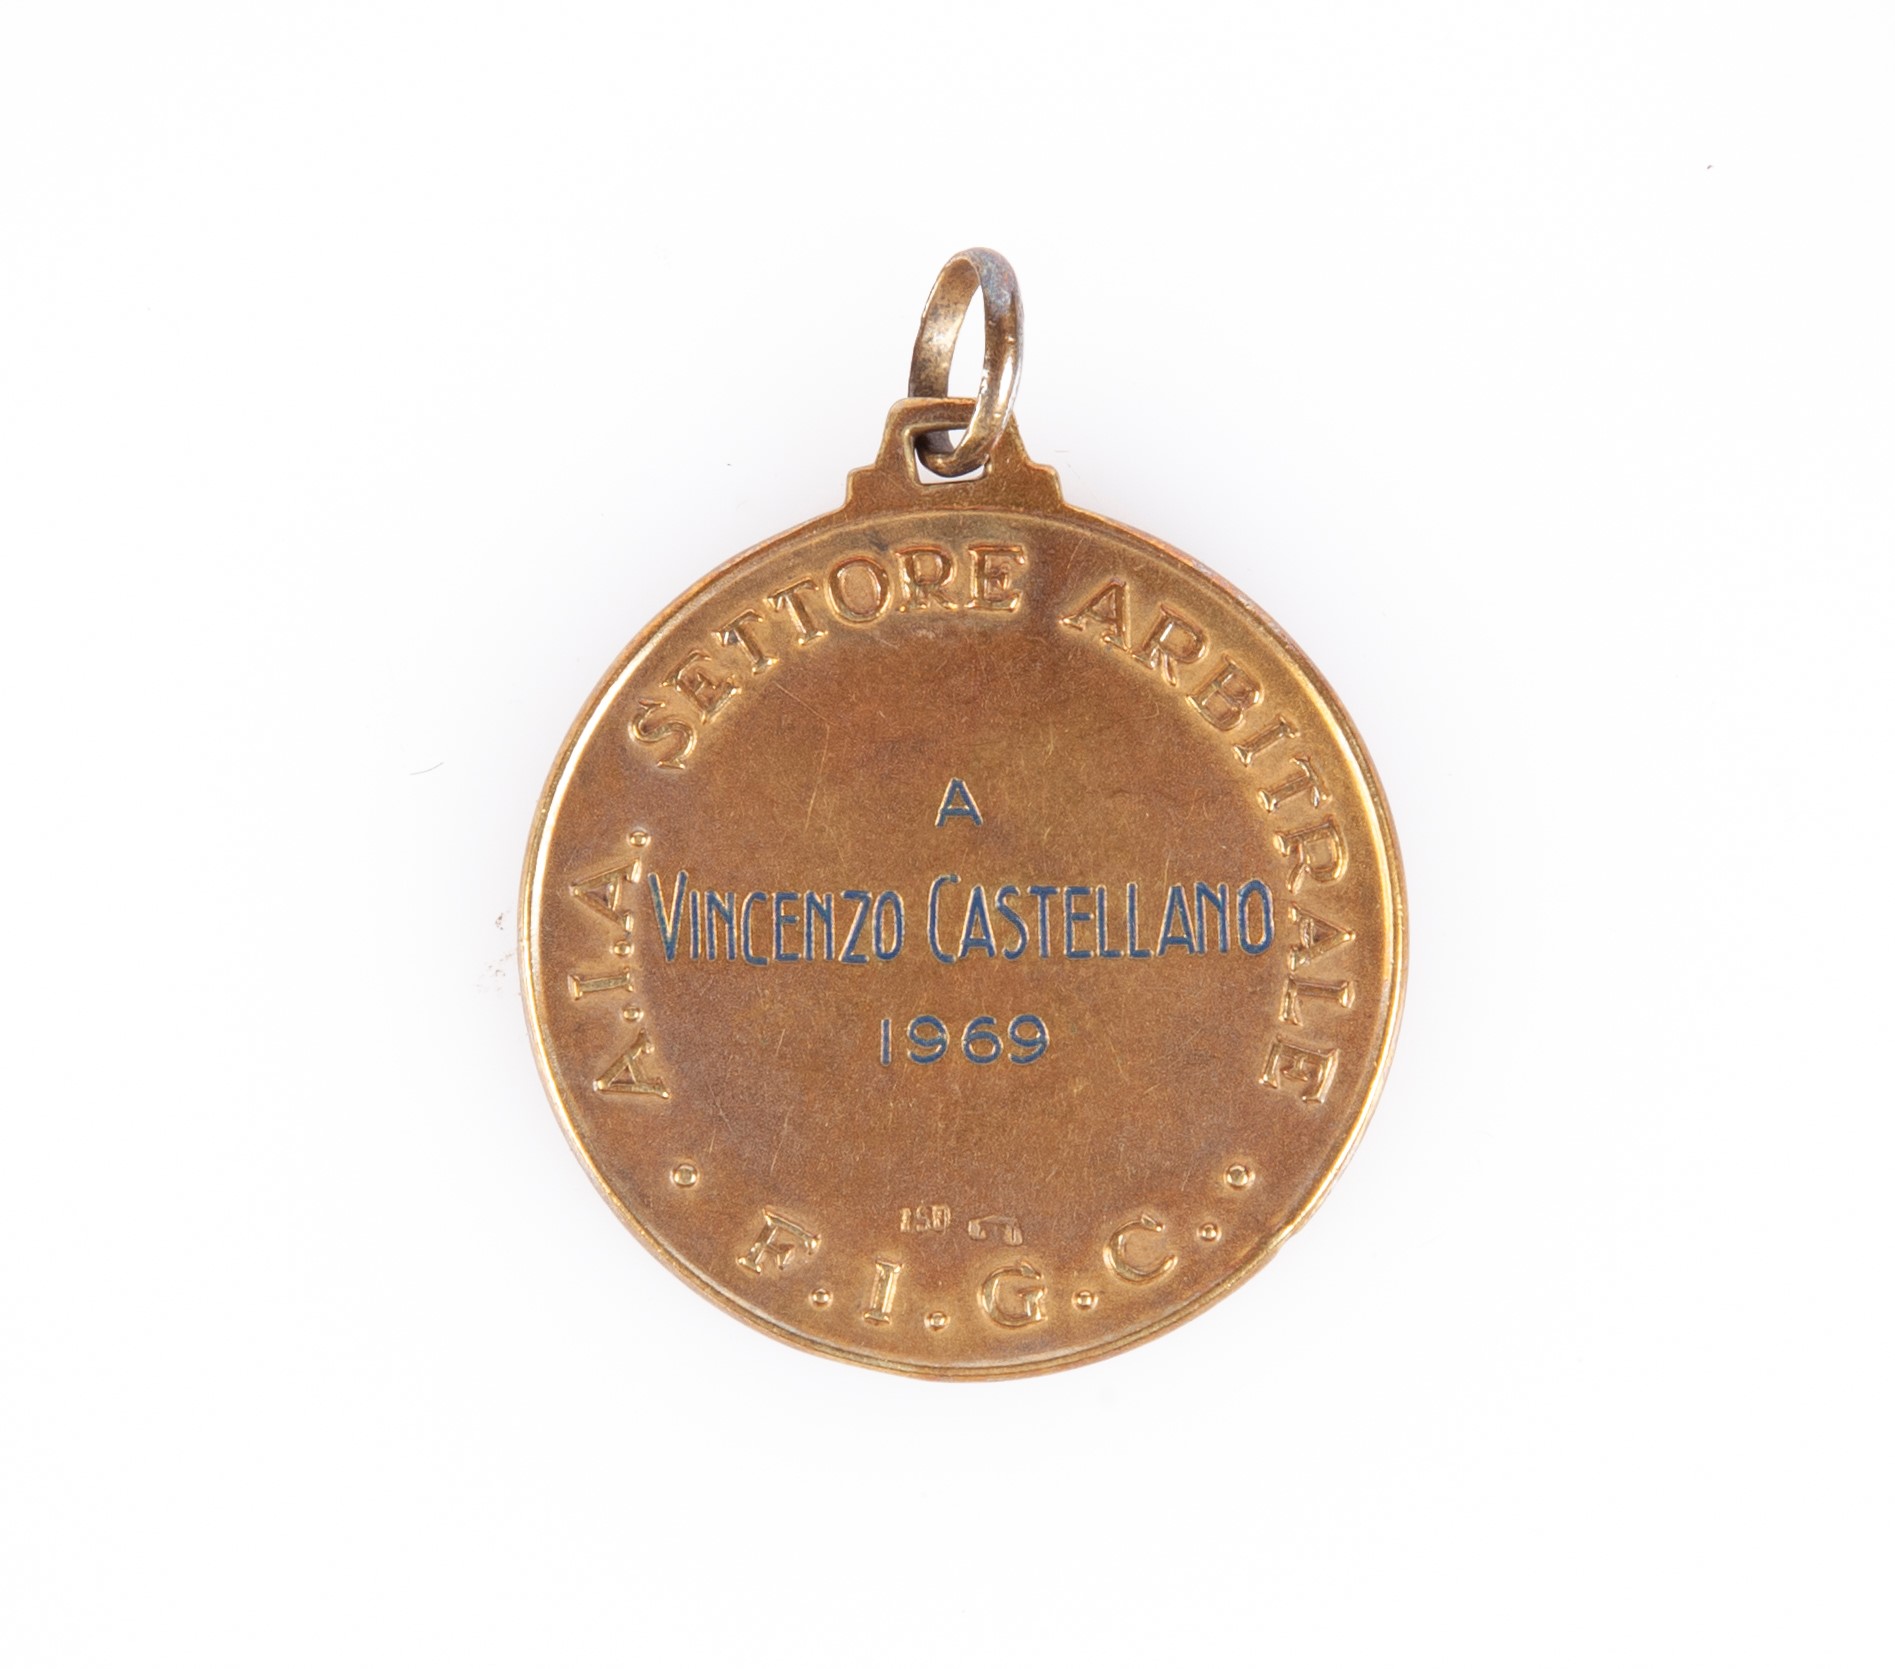 A.I.A. SETTORE ARBITRALE
A
VINCENZO CASTELLANO
1969
· F.I.G.C. ·